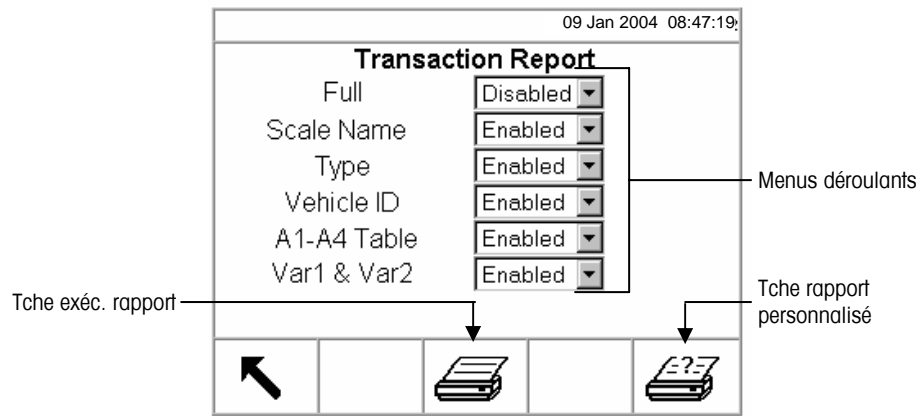 09 Jan 2004 08:47:19
Transaction Report
Full Disabled
Scale Name Enabled
Type Enabled
Vehicle ID Enabled
A1-A4 Table Enabled
Var1 & Var2 Enabled
Menus déroulants
Tche exéc. rapport
Tche rapport
personnalisé
?